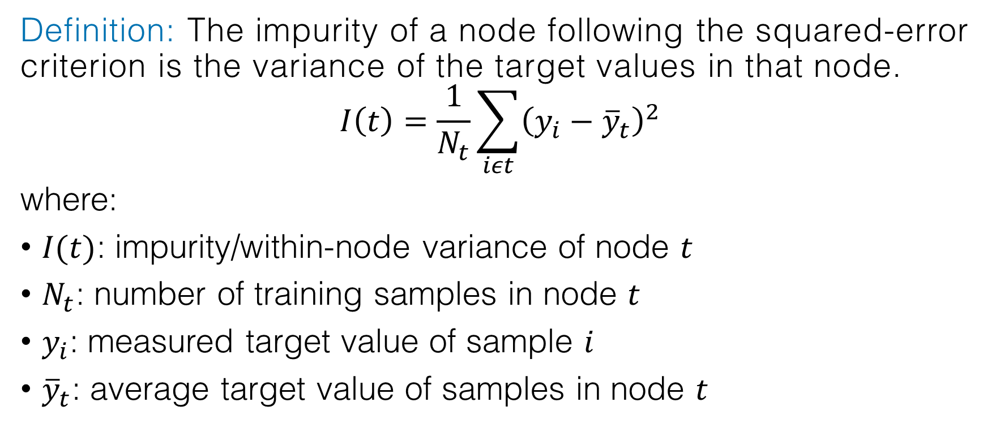 Definition: The impurity of a node following the squared-error
criterion is the variance of the target values in that node.
$I(t) = \frac{1}{N_t} \sum_{i \epsilon t} (y_i - \bar{y}_t)^2$
where:
• $I(t)$: impurity/within-node variance of node $t$
• $N_t$: number of training samples in node $t$
• $y_i$: measured target value of sample $i$
• $\bar{y}_t$: average target value of samples in node $t$